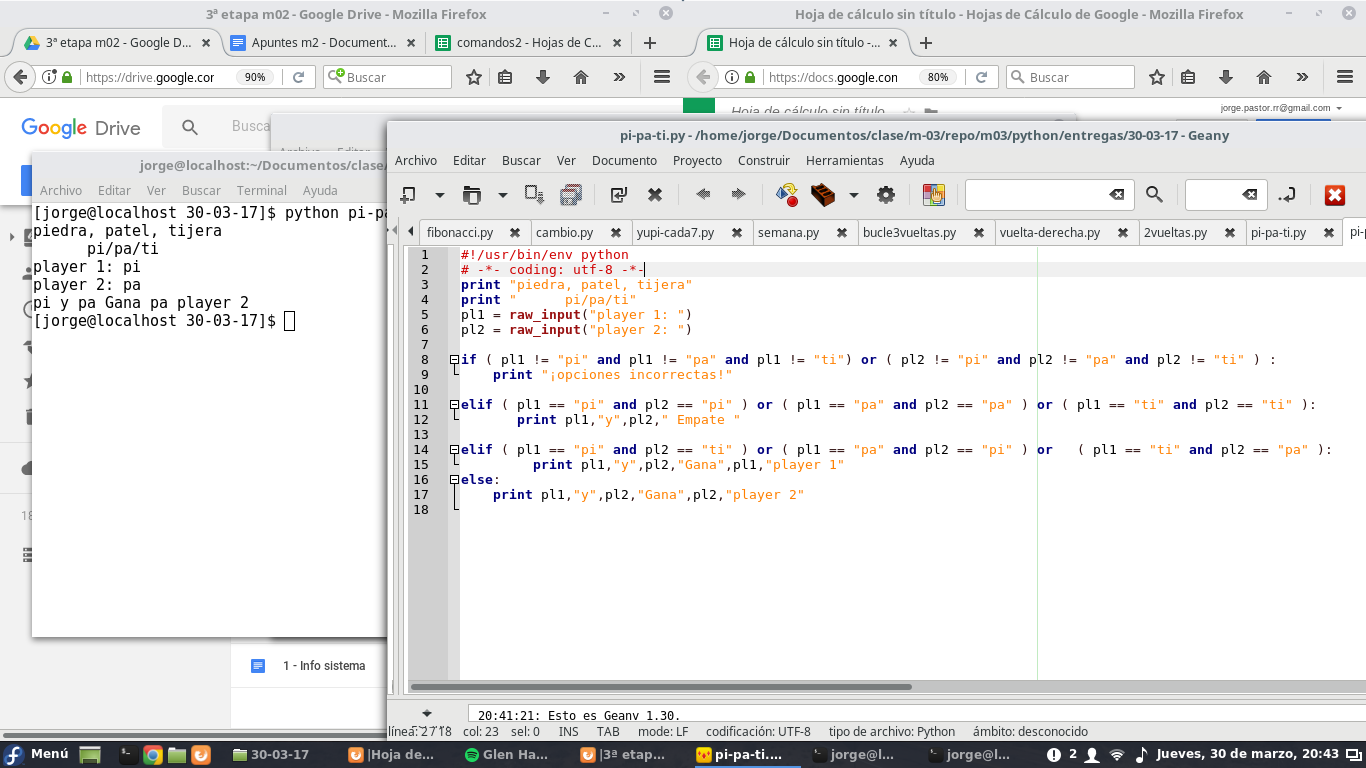 3ª etapa m02 - Google Drive - Mozilla Firefox
Hoja de cálculo sin título - Hojas de Cálculo de Google - Mozilla Firefox
3ª etapa m02 - Google D...
Apuntes m2 - Document...
comandos2 - Hojas de C...
Hoja de cálculo sin título -...
https://drive.google.cor
90%
Buscar
https://docs.google.con
80%
Buscar
Google Drive
Busca
Hoja de cálculo sin título
jorge.pastor.rr@gmail.com
pi-pa-ti.py - /home/jorge/Documentos/clase/m-03/repo/m03/python/entregas/30-03-17 - Geany
Archivo Editar Buscar Ver Documento Proyecto Construir Herramientas Ayuda
jorge@localhost:~/Documentos/clase/
Archivo Editar Ver Buscar Terminal Ayuda
[jorge@localhost 30-03-17]$ python pi-pa
piedra, patel, tijera
      pi/pa/ti
player 1: pi
player 2: pa
pi y pa Gana pa player 2
[jorge@localhost 30-03-17]$
fibonacci.py cambio.py yupi-cada7.py semana.py bucle3vueltas.py vuelta-derecha.py 2vueltas.py pi-pa-ti.py pi-p
1 #!/usr/bin/env python
2 # -*- coding: utf-8 -*-
3 print "piedra, patel, tijera"
4 print "      pi/pa/ti"
5 pl1 = raw_input("player 1: ")
6 pl2 = raw_input("player 2: ")
7
8 if ( pl1 != "pi" and pl1 != "pa" and pl1 != "ti") or ( pl2 != "pi" and pl2 != "pa" and pl2 != "ti" ) :
9     print "¡opciones incorrectas!"
10
11 elif ( pl1 == "pi" and pl2 == "pi" ) or ( pl1 == "pa" and pl2 == "pa" ) or ( pl1 == "ti" and pl2 == "ti" ):
12        print pl1,"y",pl2," Empate "
13
14 elif ( pl1 == "pi" and pl2 == "ti" ) or ( pl1 == "pa" and pl2 == "pi" ) or   ( pl1 == "ti" and pl2 == "pa" ):
15          print pl1,"y",pl2,"Gana",pl1,"player 1"
16 else:
17     print pl1,"y",pl2,"Gana",pl2,"player 2"
18
1 - Info sistema
20:41:21: Esto es Geany 1.30.
línea: 2 / 18 col: 23 sel: 0 INS TAB mode: LF codificación: UTF-8 tipo de archivo: Python ámbito: desconocido
Menú
30-03-17
|Hoja de...
Glen Ha...
|3ª etap...
pi-pa-ti....
jorge@l...
jorge@l...
2
Jueves, 30 de marzo, 20:43